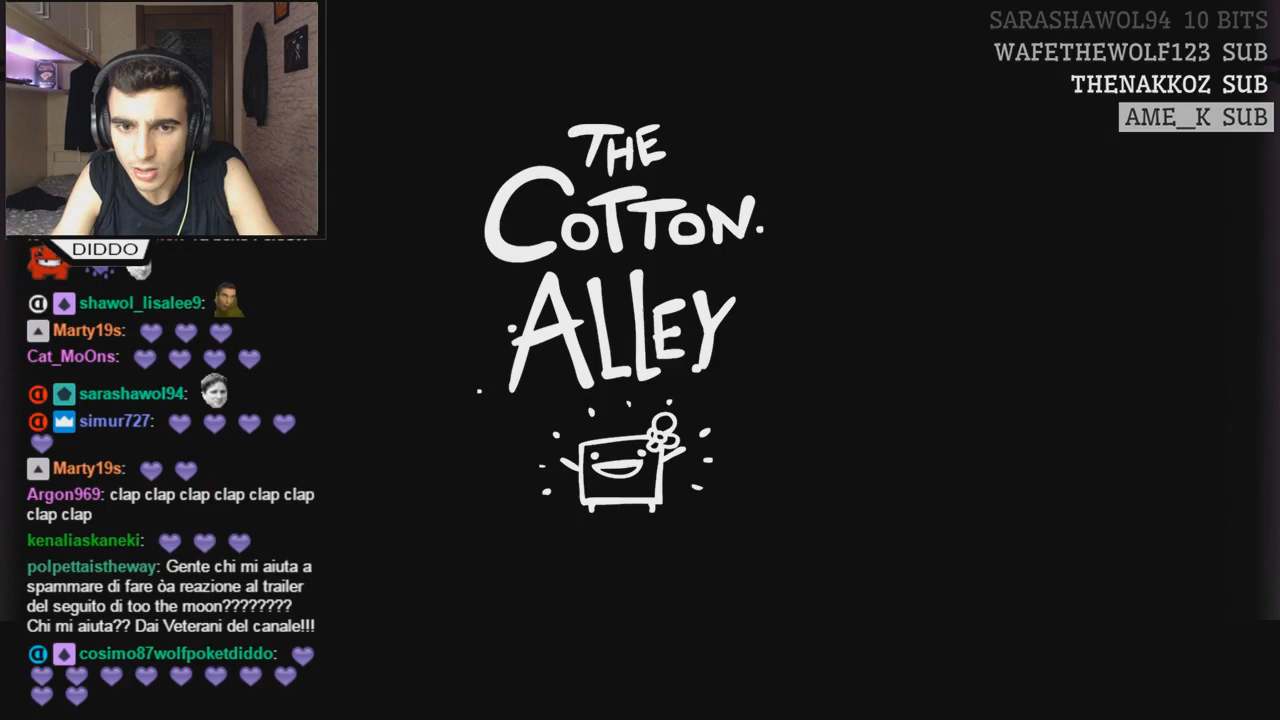 SARASHAWOL94 10 BITS
WAFETHEWOLF123 SUB
THENAKKOZ SUB
AME__K SUB
THE
COTTON
ALLEY
DIDDO
shawol_lisalee9:
Marty19s:
Cat_MoOns:
sarashawol94:
simur727:
Marty19s:
Argon969: clap clap clap clap clap clap
clap clap
kenaliaskaneki:
polpettaistheway: Gente chi mi aiuta a
spammare di fare òa reazione al trailer
del seguito di too the moon????????
Chi mi aiuta?? Dai Veterani del canale!!!
cosimo87wolfpoketdiddo: